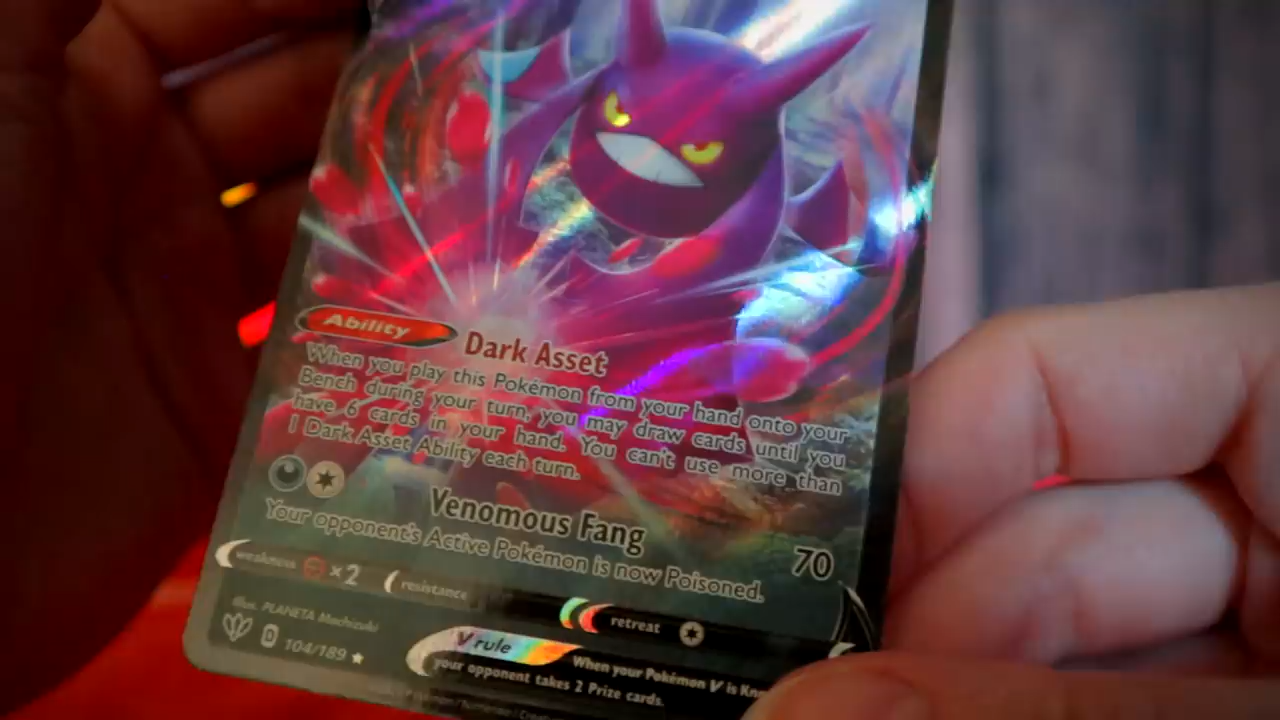 Ability Dark Asset
When you play this Pokémon from your hand onto your
Bench during your turn, you may draw cards until you
have 6 cards in your hand. You can't use more than
1 Dark Asset Ability each turn.
Venomous Fang 70
Your opponent's Active Pokémon is now Poisoned.
weakness ×2 resistance retreat
Illus. PLANETA Mochizuki
D 104/189
V rule When your Pokémon V is
your opponent takes 2 Prize cards.